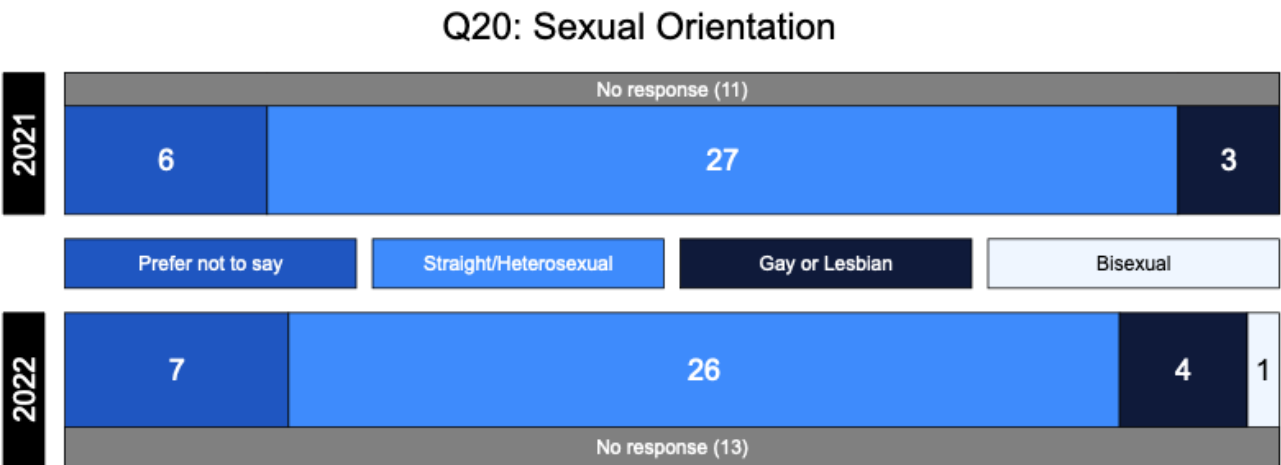 Q20: Sexual Orientation
2021
No response (11)
6 27 3
Prefer not to say Straight/Heterosexual Gay or Lesbian Bisexual
2022
7 26 4 1
No response (13)